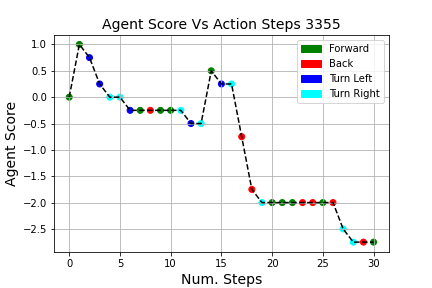 Agent Score Vs Action Steps 3355
1.0
0.5
0.0
−0.5
−1.0
−1.5
−2.0
−2.5
Agent Score
Forward
Back
Turn Left
Turn Right
0 5 10 15 20 25 30
Num. Steps